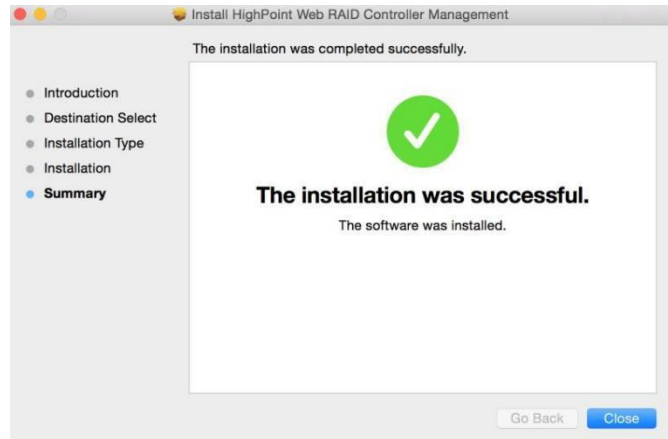 Install HighPoint Web RAID Controller Management
The installation was completed successfully.
Introduction
Destination Select
Installation Type
Installation
Summary
The installation was successful.
The software was installed.
Go Back
Close